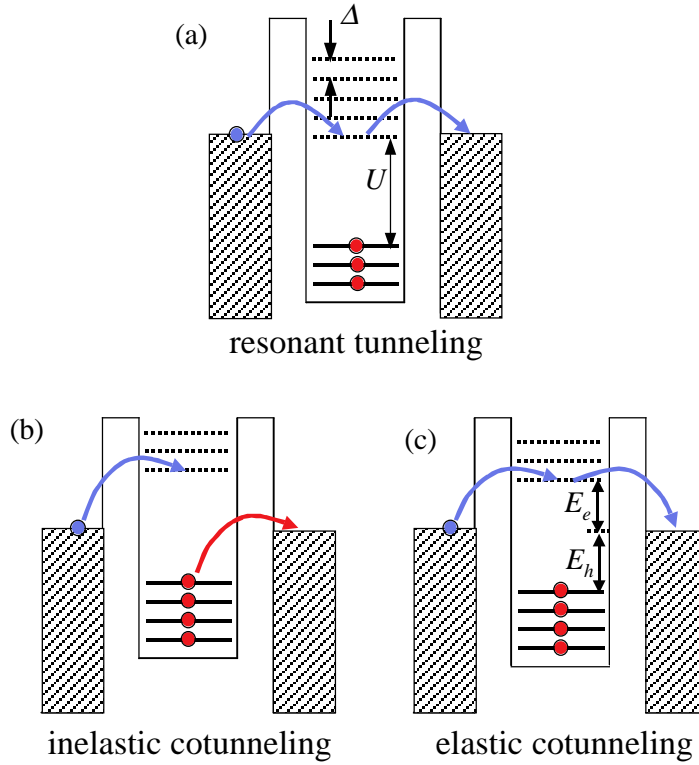 (a)
Δ
U
resonant tunneling
(b)
(c)
E_e
E_h
inelastic cotunneling
elastic cotunneling